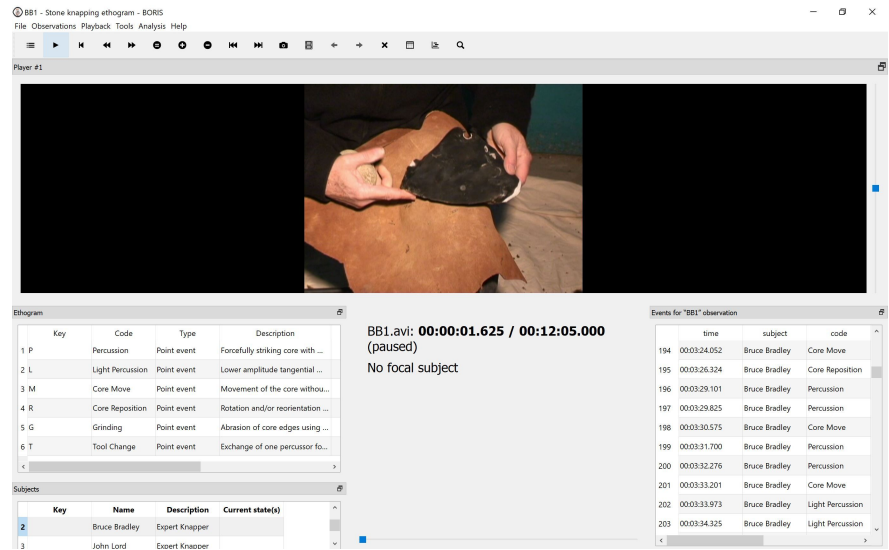 BB1 - Stone knapping ethogram - BORIS
File Observations Playback Tools Analysis Help
Player #1
Ethogram
Key Code Type Description
1 P Percussion Point event Forcefully striking core with ...
2 L Light Percussion Point event Lower amplitude tangential ...
3 M Core Move Point event Movement of the core withou...
4 R Core Reposition Point event Rotation and/or reorientation ...
5 G Grinding Point event Abrasion of core edges using ...
6 T Tool Change Point event Exchange of one percussor fo...
Subjects
Key Name Description Current state(s)
2 Bruce Bradley Expert Knapper
3 John Lord Expert Knapper
BB1.avi: 00:00:01.625 / 00:12:05.000
(paused)
No focal subject
Events for "BB1" observation
time subject code
194 00:03:24.052 Bruce Bradley Core Move
195 00:03:26.324 Bruce Bradley Core Reposition
196 00:03:29.101 Bruce Bradley Percussion
197 00:03:29.825 Bruce Bradley Percussion
198 00:03:30.575 Bruce Bradley Core Move
199 00:03:31.700 Bruce Bradley Percussion
200 00:03:32.276 Bruce Bradley Percussion
201 00:03:33.201 Bruce Bradley Core Move
202 00:03:33.973 Bruce Bradley Light Percussion
203 00:03:34.325 Bruce Bradley Light Percussion